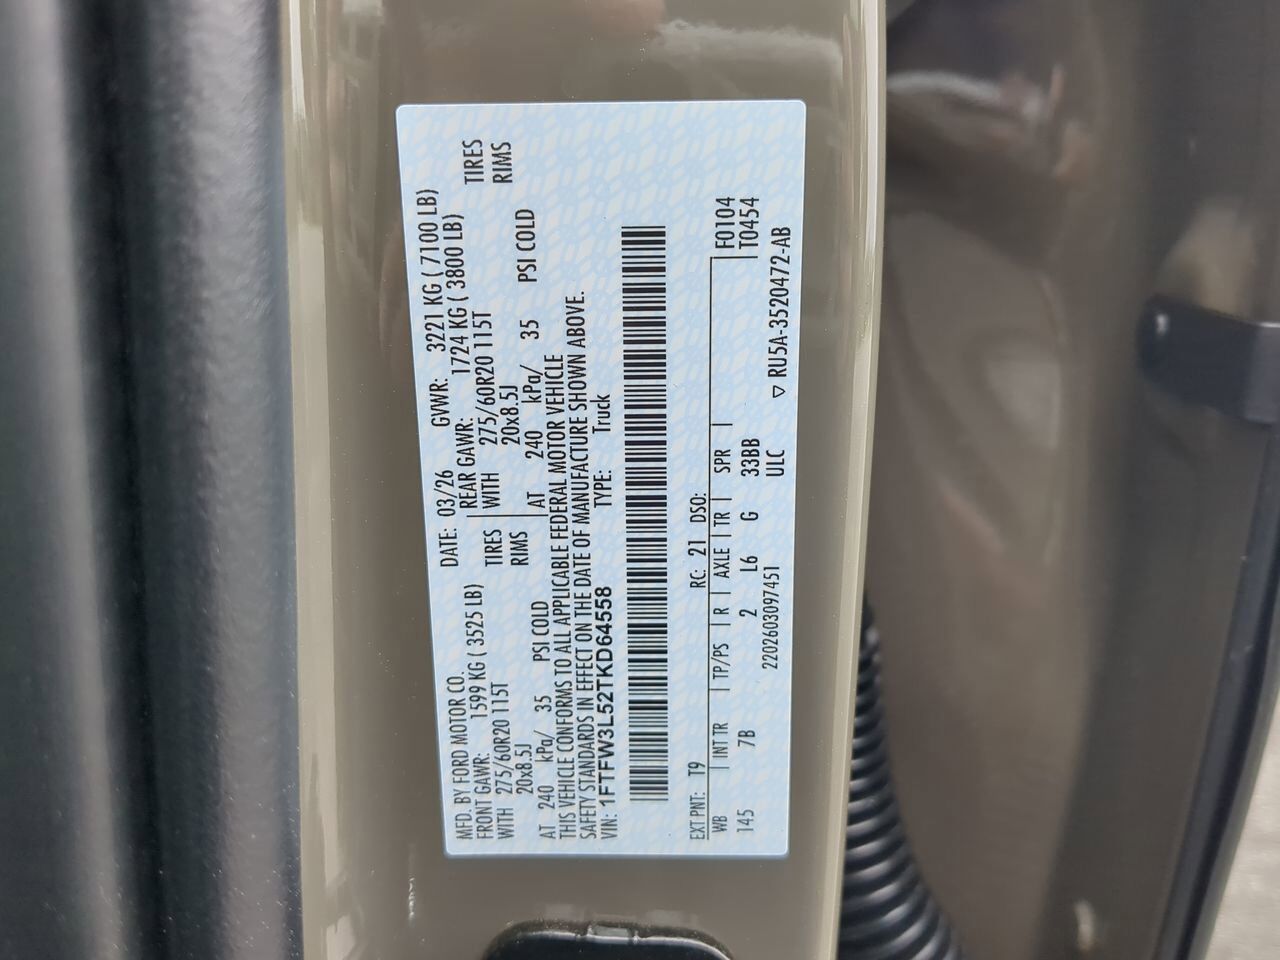 MFD. BY FORD MOTOR CO.
DATE: 03/26 GVWR: 3221 KG ( 7100 LB)
FRONT GAWR: 1599 KG ( 3525 LB)
REAR GAWR: 1724 KG ( 3800 LB)
WITH 275/60R20 115T TIRES
WITH 275/60R20 115T TIRES
20x8.5J RIMS
20x8.5J RIMS
AT 240 kPa/ 35 PSI COLD
AT 240 kPa/ 35 PSI COLD
THIS VEHICLE CONFORMS TO ALL APPLICABLE FEDERAL MOTOR VEHICLE
SAFETY STANDARDS IN EFFECT ON THE DATE OF MANUFACTURE SHOWN ABOVE.
VIN: 1FTFW3L52TKD64558 TYPE: Truck
EXT PNT: T9 RC: 21 DSO:
WB INT TR TP/PS R AXLE TR SPR F0104
145 7B 2 L6 G 33BB T0454
2202603097451 ULC ▽ RU5A-3520472-AB